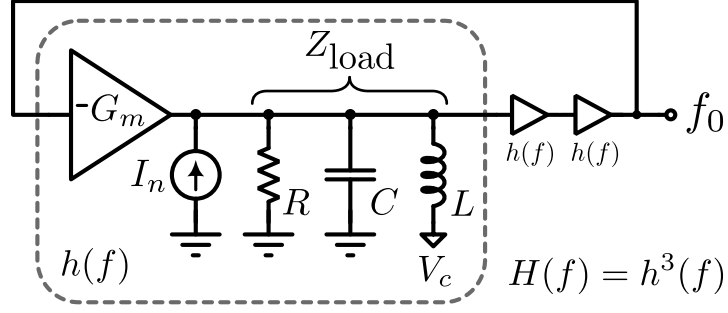 Z_load
-G_m
f_0
h(f) h(f)
I_n
R
C
L
h(f)
V_c
H(f) = h^3(f)